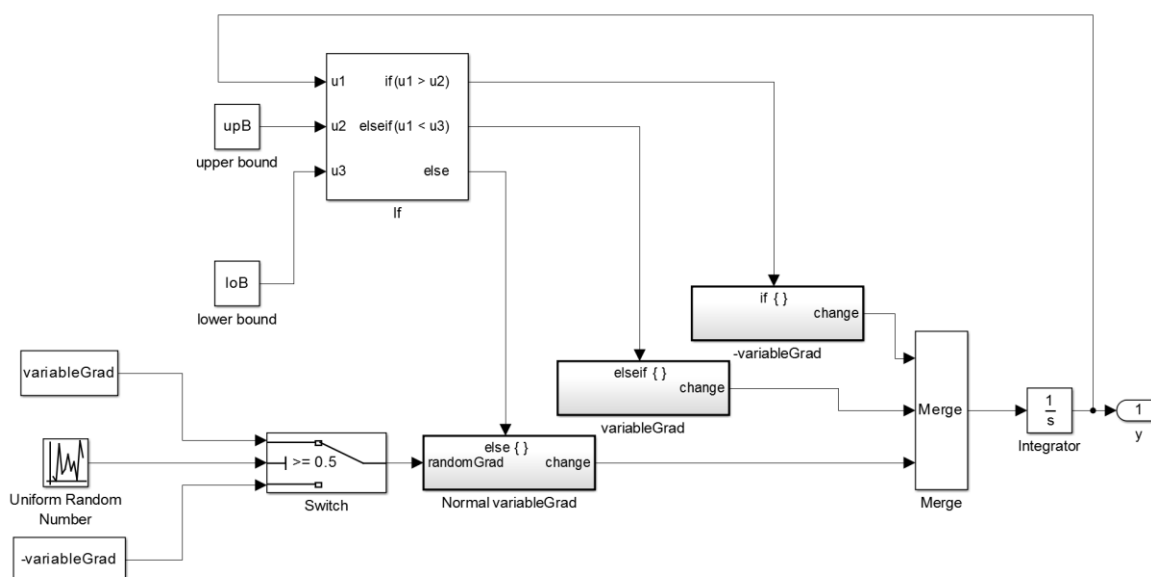 u1
if(u1 > u2)
upB
u2
elseif(u1 < u3)
upper bound
u3
else
If
loB
lower bound
if { }
change
-variableGrad
elseif { }
change
variableGrad
variableGrad
Merge
1
s
Integrator
1
y
else { }
randomGrad
change
>= 0.5
Uniform Random
Number
Switch
Normal variableGrad
Merge
-variableGrad